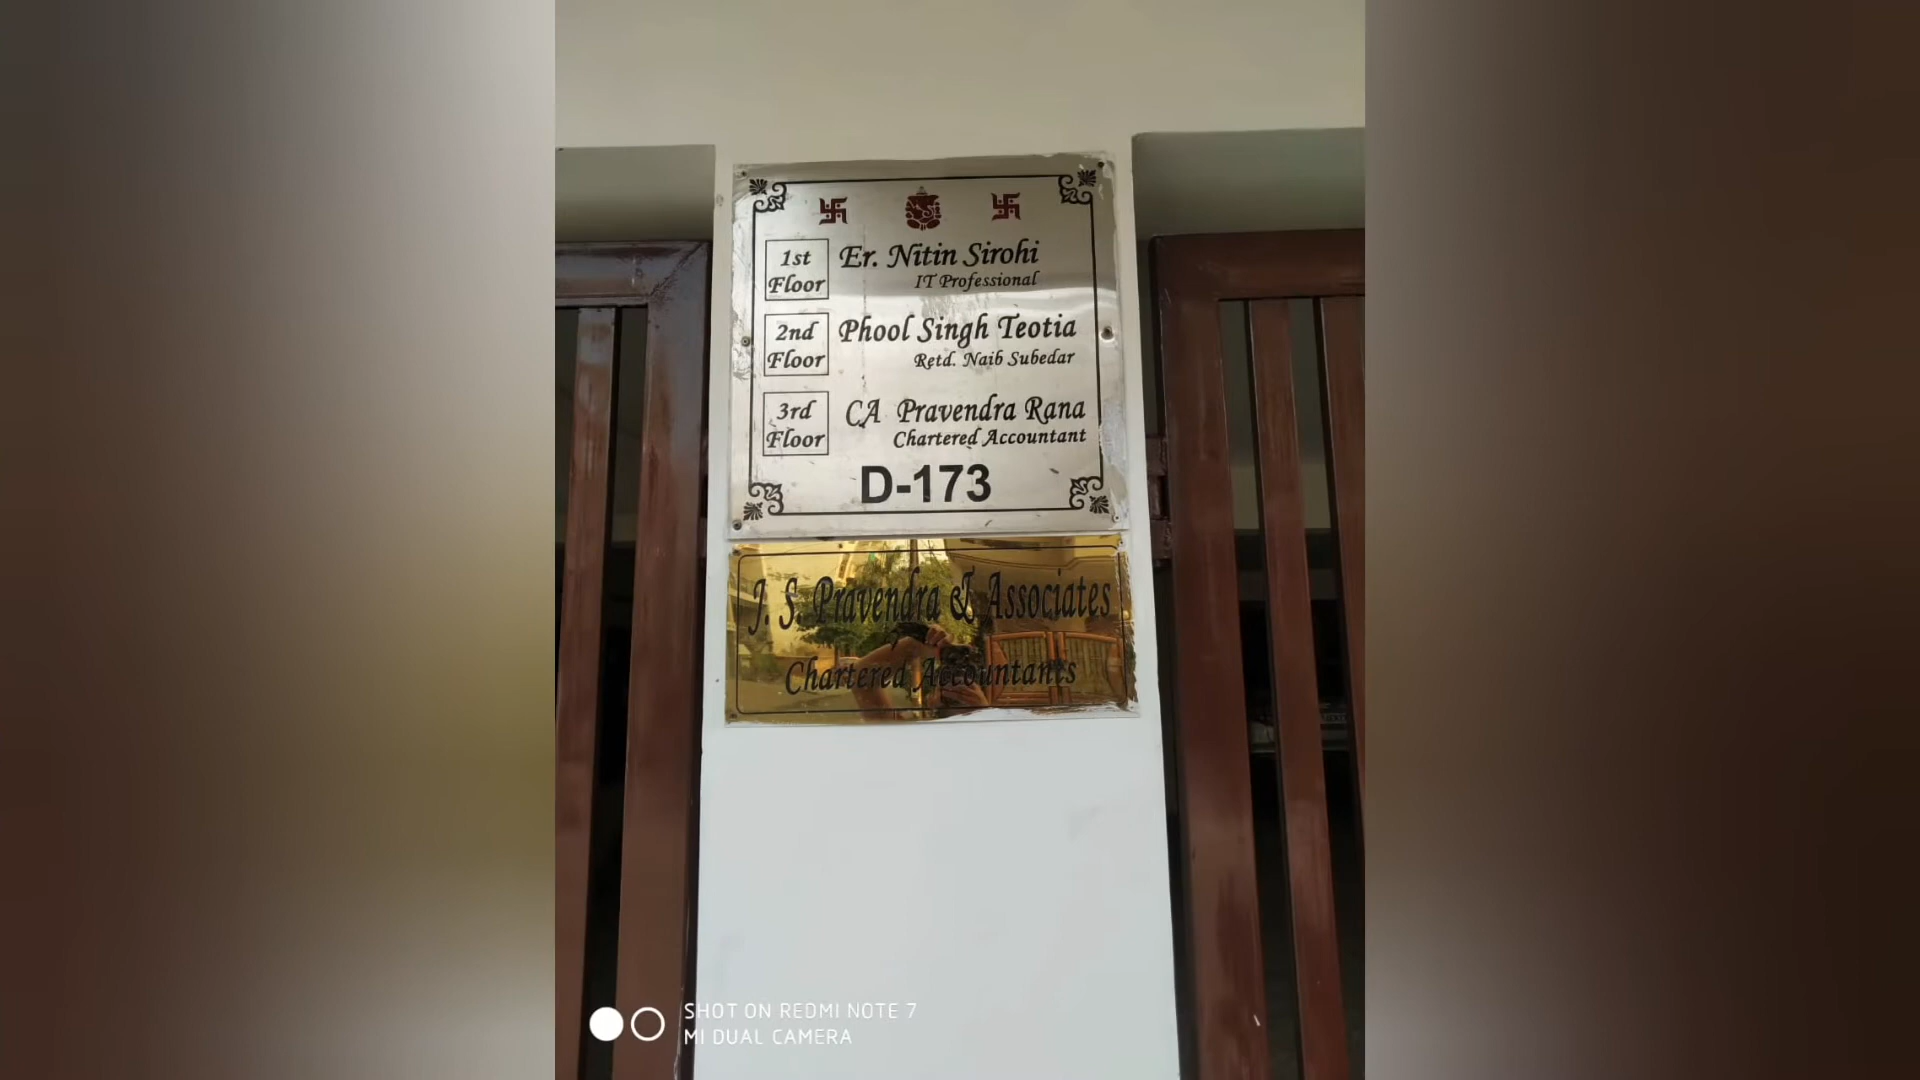 1st Floor
Er. Nitin Sirohi
IT Professional
2nd Floor
Phool Singh Teotia
Retd. Naib Subedar
3rd Floor
CA Pravendra Rana
Chartered Accountant
D-173
J. S. Pravendra & Associates
Chartered Accountants
SHOT ON REDMI NOTE 7
MI DUAL CAMERA